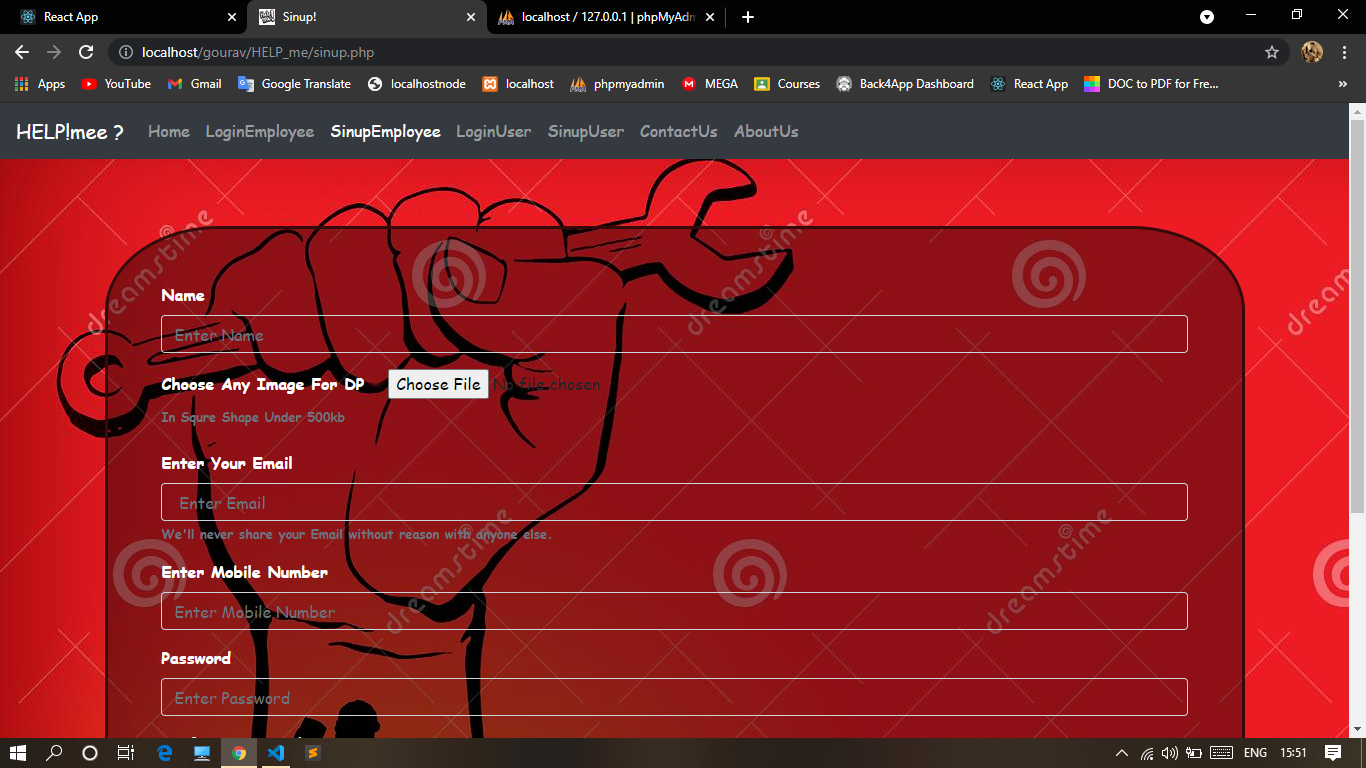 React App
Sinup!
localhost / 127.0.0.1 | phpMyAdm
localhost/gourav/HELP_me/sinup.php
Apps YouTube Gmail Google Translate localhostnode localhost phpmyadmin MEGA Courses Back4App Dashboard React App DOC to PDF for Fre... »
HELP!mee ? Home LoginEmployee SinupEmployee LoginUser SinupUser ContactUs AboutUs
Name
Enter Name
Choose Any Image For DP Choose File No file chosen
In Squre Shape Under 500kb
Enter Your Email
Enter Email
We'll never share your Email without reason with anyone else.
Enter Mobile Number
Enter Mobile Number
Password
Enter Password
dreamstime
dreamstime
dreamstime
dreamstime
dreamstime
ENG 15:51